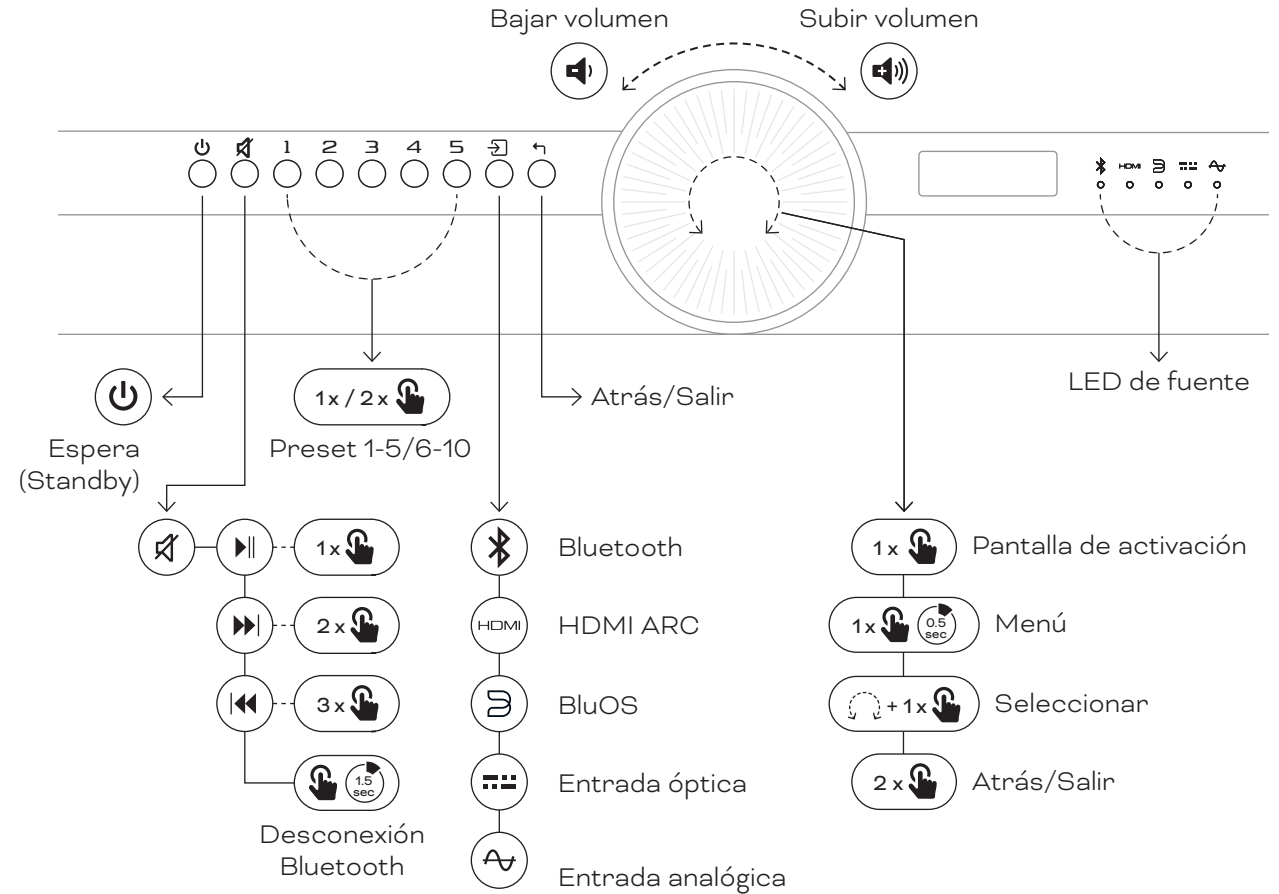 Bajar volumen
Subir volumen
1 2 3 4 5
HDMI
1x / 2x
Atrás/Salir
LED de fuente
Espera
(Standby)
Preset 1-5/6-10
1x
Bluetooth
1x
Pantalla de activación
2x
HDMI
HDMI ARC
1x
0.5
sec
Menú
3x
BluOS
+ 1x
Seleccionar
1.5
sec
Entrada óptica
2x
Atrás/Salir
Desconexión
Bluetooth
Entrada analógica